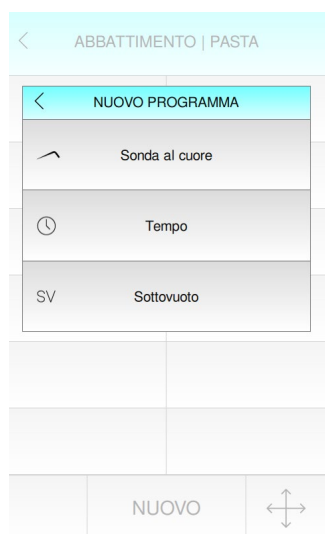 ABBATTIMENTO | PASTA
NUOVO PROGRAMMA
Sonda al cuore
Tempo
SV Sottovuoto
NUOVO